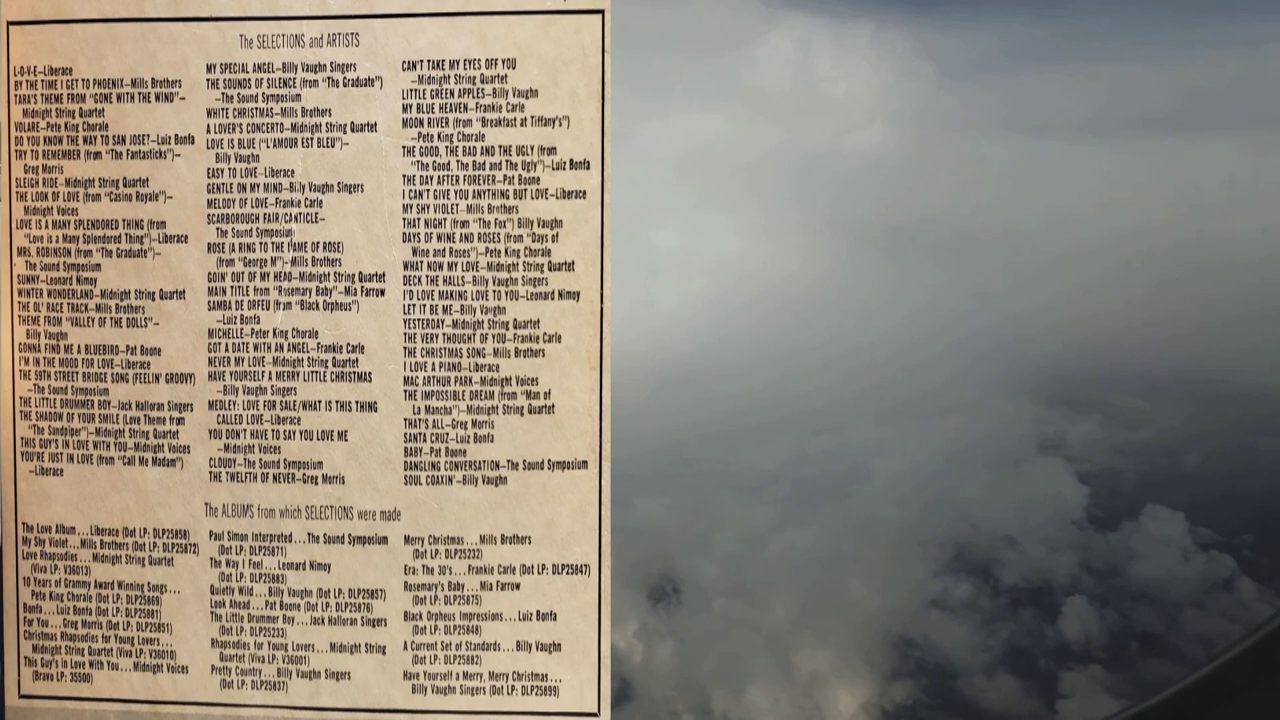 The SELECTIONS and ARTISTS
L-O-V-E—Liberace
BY THE TIME I GET TO PHOENIX—Mills Brothers
TARA'S THEME FROM "GONE WITH THE WIND"—
Midnight String Quartet
VOLARE—Pete King Chorale
DO YOU KNOW THE WAY TO SAN JOSE?—Luiz Bonfa
TRY TO REMEMBER (from "The Fantasticks")—
Greg Morris
SLEIGH RIDE—Midnight String Quartet
THE LOOK OF LOVE (from "Casino Royale")—
Midnight Voices
LOVE IS A MANY SPLENDORED THING (from
"Love is a Many Splendored Thing")—Liberace
MRS. ROBINSON (from "The Graduate")—
The Sound Symposium
SUNNY—Leonard Nimoy
WINTER WONDERLAND—Midnight String Quartet
THE OL' RACE TRACK—Mills Brothers
THEME FROM "VALLEY OF THE DOLLS"—
Billy Vaughn
GONNA FIND ME A BLUEBIRD—Pat Boone
I'M IN THE MOOD FOR LOVE—Liberace
THE 59TH STREET BRIDGE SONG (FEELIN' GROOVY)
—The Sound Symposium
THE LITTLE DRUMMER BOY—Jack Halloran Singers
THE SHADOW OF YOUR SMILE (Love Theme from
"The Sandpiper")—Midnight String Quartet
THIS GUY'S IN LOVE WITH YOU—Midnight Voices
YOU'RE JUST IN LOVE (from "Call Me Madam")
—Liberace
MY SPECIAL ANGEL—Billy Vaughn Singers
THE SOUNDS OF SILENCE (from "The Graduate")
—The Sound Symposium
WHITE CHRISTMAS—Mills Brothers
A LOVER'S CONCERTO—Midnight String Quartet
LOVE IS BLUE ("L'AMOUR EST BLEU")—
Billy Vaughn
EASY TO LOVE—Liberace
GENTLE ON MY MIND—Billy Vaughn Singers
MELODY OF LOVE—Frankie Carle
SCARBOROUGH FAIR/CANTICLE—
The Sound Symposium
ROSE (A RING TO THE NAME OF ROSE)
(from "George M")—Mills Brothers
GOIN' OUT OF MY HEAD—Midnight String Quartet
MAIN TITLE from "Rosemary Baby"—Mia Farrow
SAMBA DE ORFEU (from "Black Orpheus")
—Luiz Bonfa
MICHELLE—Peter King Chorale
GOT A DATE WITH AN ANGEL—Frankie Carle
NEVER MY LOVE—Midnight String Quartet
HAVE YOURSELF A MERRY LITTLE CHRISTMAS
—Billy Vaughn Singers
MEDLEY: LOVE FOR SALE/WHAT IS THIS THING
CALLED LOVE—Liberace
YOU DON'T HAVE TO SAY YOU LOVE ME
—Midnight Voices
CLOUDY—The Sound Symposium
THE TWELFTH OF NEVER—Greg Morris
CAN'T TAKE MY EYES OFF YOU
—Midnight String Quartet
LITTLE GREEN APPLES—Billy Vaughn
MY BLUE HEAVEN—Frankie Carle
MOON RIVER (from "Breakfast at Tiffany's")
—Pete King Chorale
THE GOOD, THE BAD AND THE UGLY (from
"The Good, The Bad and The Ugly")—Luiz Bonfa
THE DAY AFTER FOREVER—Pat Boone
I CAN'T GIVE YOU ANYTHING BUT LOVE—Liberace
MY SHY VIOLET—Mills Brothers
THAT NIGHT (from "The Fox") Billy Vaughn
DAYS OF WINE AND ROSES (from "Days of
Wine and Roses")—Pete King Chorale
WHAT NOW MY LOVE—Midnight String Quartet
DECK THE HALLS—Billy Vaughn Singers
I'D LOVE MAKING LOVE TO YOU—Leonard Nimoy
LET IT BE ME—Billy Vaughn
YESTERDAY—Midnight String Quartet
THE VERY THOUGHT OF YOU—Frankie Carle
THE CHRISTMAS SONG—Mills Brothers
I LOVE A PIANO—Liberace
MAC ARTHUR PARK—Midnight Voices
THE IMPOSSIBLE DREAM (from "Man of
La Mancha")—Midnight String Quartet
THAT'S ALL—Greg Morris
SANTA CRUZ—Luiz Bonfa
BABY—Pat Boone
DANGLING CONVERSATION—The Sound Symposium
SOUL COAXIN'—Billy Vaughn
The ALBUMS from which SELECTIONS were made
The Love Album...Liberace (Dot LP: DLP25858)
My Shy Violet...Mills Brothers (Dot LP: DLP25872)
Love Rhapsodies...Midnight String Quartet
(Viva LP: V36013)
10 Years of Grammy Award Winning Songs...
Pete King Chorale (Dot LP: DLP25869)
Bonfa...Luiz Bonfa (Dot LP: DLP25881)
For You...Greg Morris (Dot LP: DLP25851)
Christmas Rhapsodies for Young Lovers...
Midnight String Quartet (Viva LP: V36010)
This Guy's in Love With You...Midnight Voices
(Bravo LP: 35500)
Paul Simon Interpreted...The Sound Symposium
(Dot LP: DLP25871)
The Way I Feel...Leonard Nimoy
(Dot LP: DLP25883)
Quietly Wild...Billy Vaughn (Dot LP: DLP25857)
Look Ahead...Pat Boone (Dot LP: DLP25876)
The Little Drummer Boy...Jack Halloran Singers
(Dot LP: DLP25233)
Rhapsodies for Young Lovers...Midnight String
Quartet (Viva LP: V36001)
Pretty Country...Billy Vaughn Singers
(Dot LP: DLP25837)
Merry Christmas...Mills Brothers
(Dot LP: DLP25232)
Era: The 30's...Frankie Carle (Dot LP: DLP25847)
Rosemary's Baby...Mia Farrow
(Dot LP: DLP25875)
Black Orpheus Impressions...Luiz Bonfa
(Dot LP: DLP25848)
A Current Set of Standards...Billy Vaughn
(Dot LP: DLP25882)
Have Yourself a Merry, Merry Christmas...
Billy Vaughn Singers (Dot LP: DLP25899)